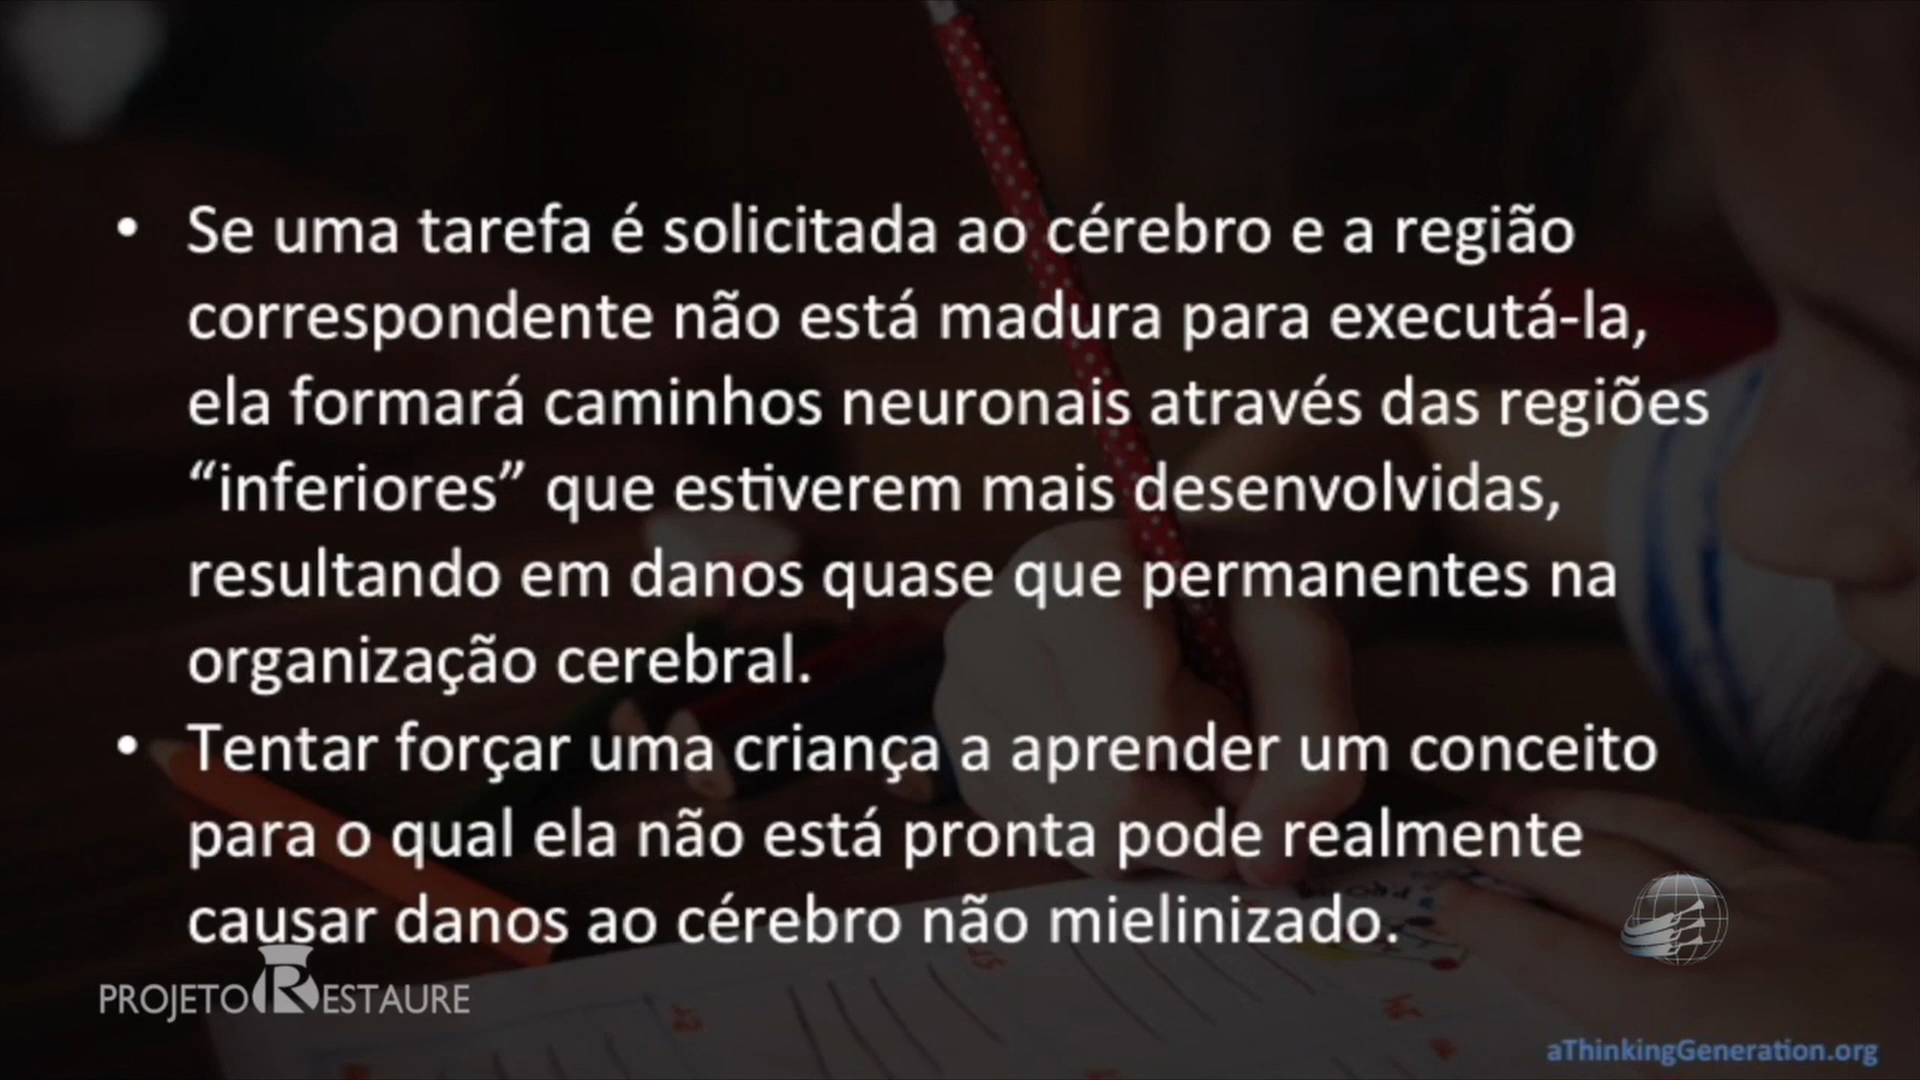 • Se uma tarefa é solicitada ao cérebro e a região
correspondente não está madura para executá-la,
ela formará caminhos neuronais através das regiões
“inferiores” que estiverem mais desenvolvidas,
resultando em danos quase que permanentes na
organização cerebral.
• Tentar forçar uma criança a aprender um conceito
para o qual ela não está pronta pode realmente
causar danos ao cérebro não mielinizado.
PROJETO RESTAURE
aThinkingGeneration.org